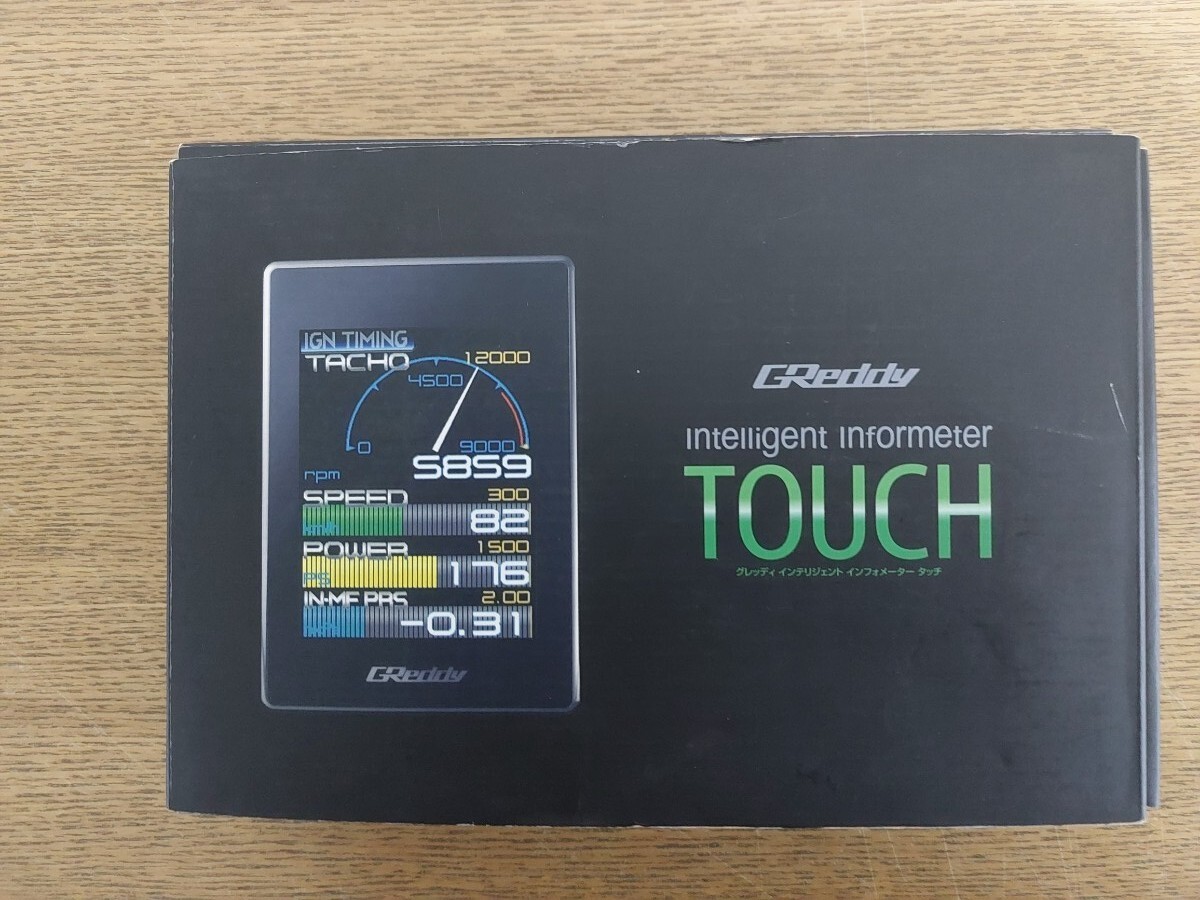 IGN TIMING
TACHO
12000
4500
0
9000
rpm
5859
SPEED
300
km/h
82
POWER
1500
PS
176
IN-MF.PRS
2.00
-0.31
GReddy
GReddy
intelligent informeter
TOUCH
グレッディ インテリジェント インフォメーター タッチ